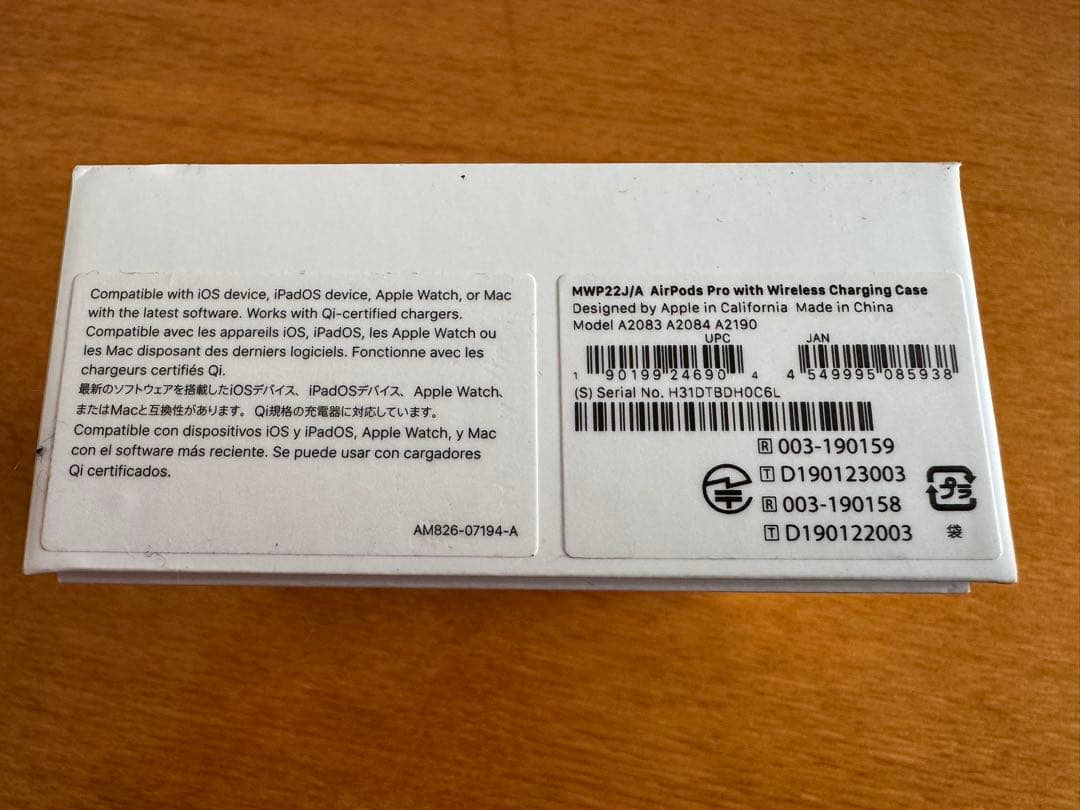 Compatible with iOS device, iPadOS device, Apple Watch, or Mac
with the latest software. Works with Qi-certified chargers.
Compatible avec les appareils iOS, iPadOS, les Apple Watch ou
les Mac disposant des derniers logiciels. Fonctionne avec les
chargeurs certifiés Qi.
最新のソフトウェアを搭載したiOSデバイス、iPadOSデバイス、Apple Watch、
またはMacと互換性があります。Qi規格の充電器に対応しています。
Compatible con dispositivos iOS y iPadOS, Apple Watch, y Mac
con el software más reciente. Se puede usar con cargadores
Qi certificados.
AM826-07194-A
MWP22J/A AirPods Pro with Wireless Charging Case
Designed by Apple in California Made in China
Model A2083 A2084 A2190
UPC
1 90199 24690 4
JAN
4 549995 085938
(S) Serial No. H31DTBDH0C6L
R 003-190159
T D190123003
R 003-190158
T D190122003
プラ
袋